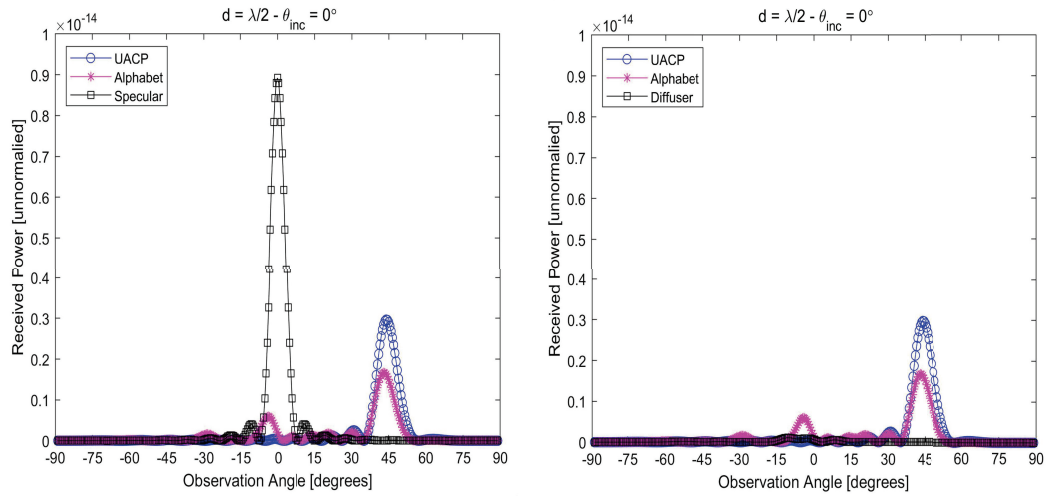 ×10^-14
d = λ/2 - θ_inc = 0°
1
0.9
0.8
0.7
0.6
0.5
0.4
0.3
0.2
0.1
0
Received Power [unnormalied]
UACP
Alphabet
Specular
-90 -75 -60 -45 -30 -15 0 15 30 45 60 75 90
Observation Angle [degrees]
×10^-14
d = λ/2 - θ_inc = 0°
1
0.9
0.8
0.7
0.6
0.5
0.4
0.3
0.2
0.1
0
Received Power [unnormalied]
UACP
Alphabet
Diffuser
-90 -75 -60 -45 -30 -15 0 15 30 45 60 75 90
Observation Angle [degrees]